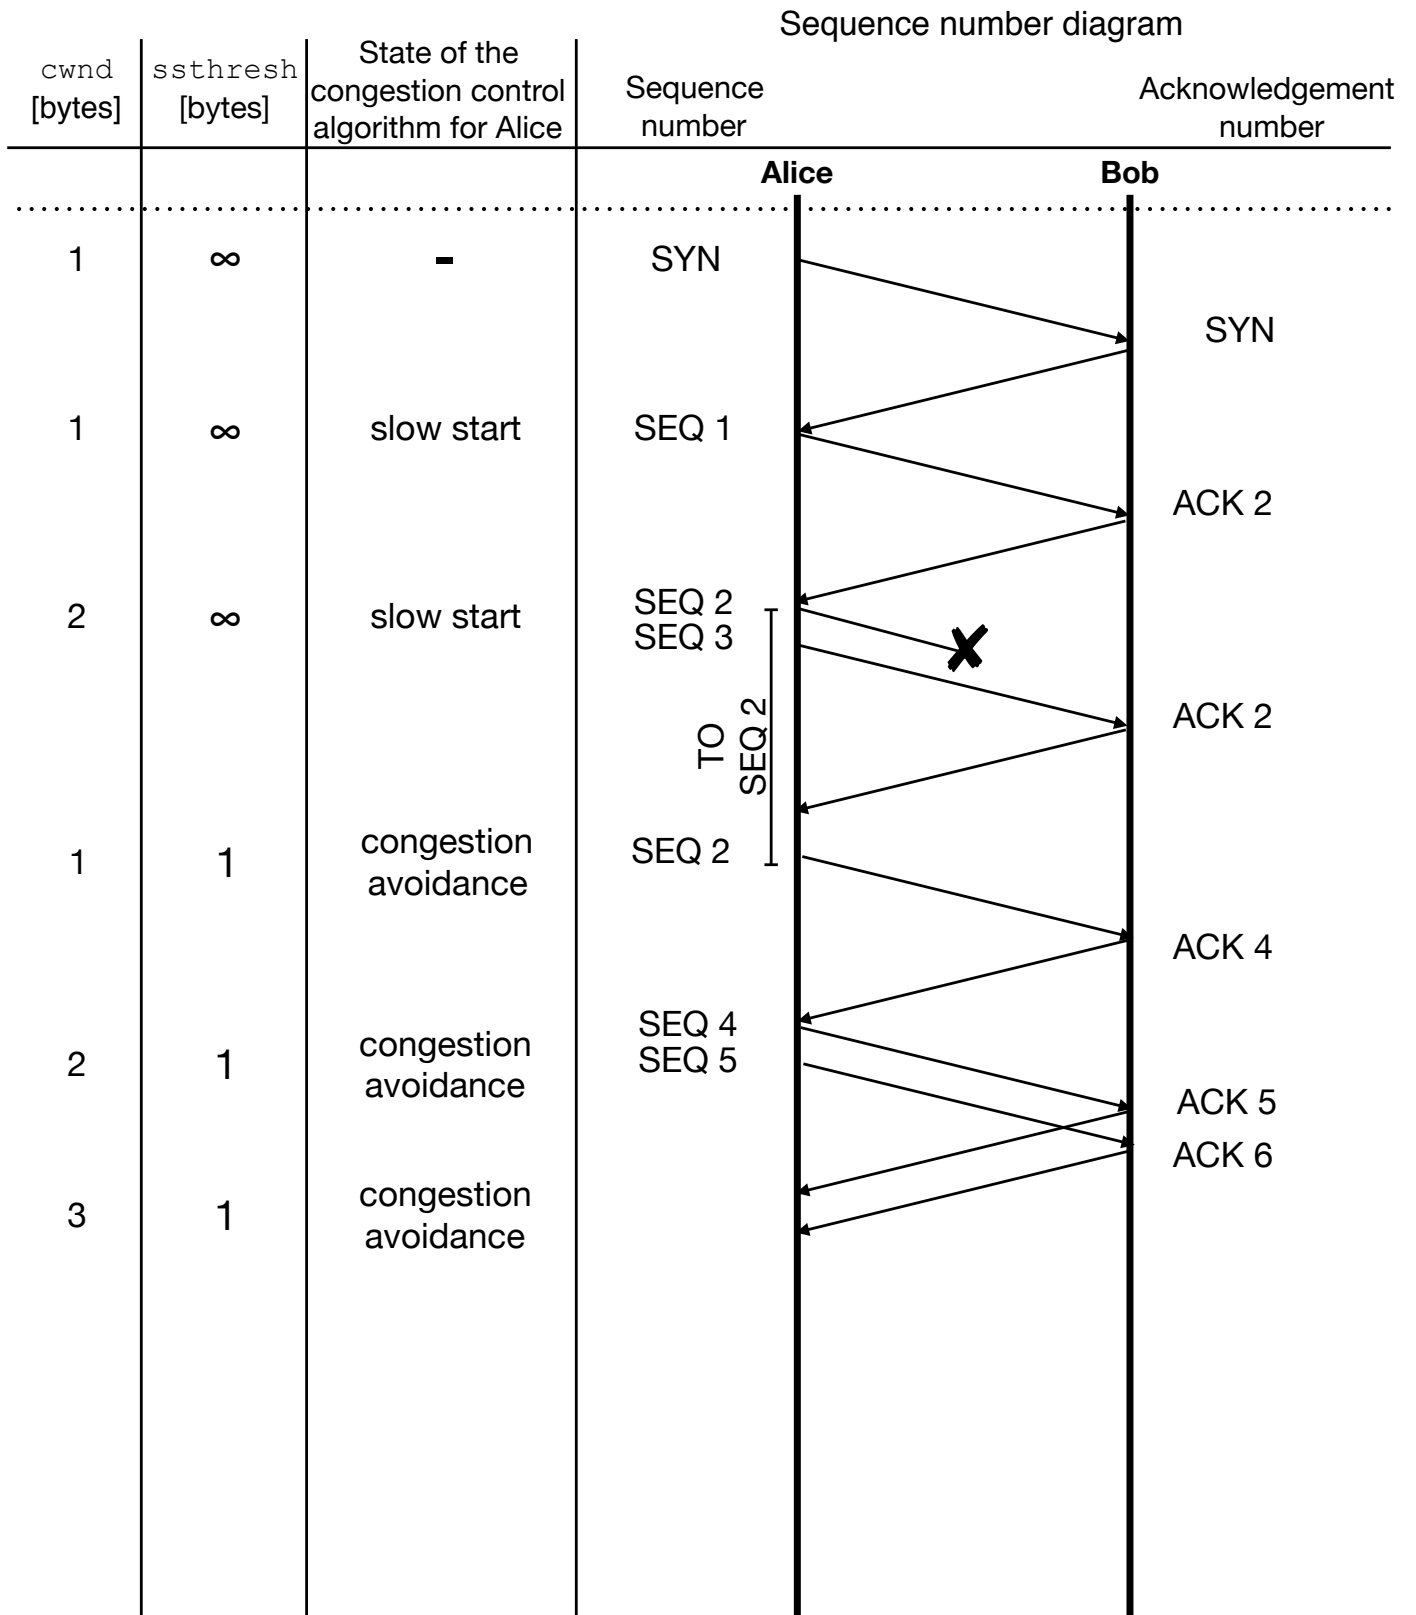 Sequence number diagram
cwnd
[bytes]
ssthresh
[bytes]
State of the
congestion control
algorithm for Alice
Sequence
number
Acknowledgement
number
Alice
Bob
1
∞
-
SYN
SYN
1
∞
slow start
SEQ 1
ACK 2
2
∞
slow start
SEQ 2
SEQ 3
TO
SEQ 2
ACK 2
1
1
congestion
avoidance
SEQ 2
ACK 4
2
1
congestion
avoidance
SEQ 4
SEQ 5
ACK 5
ACK 6
3
1
congestion
avoidance